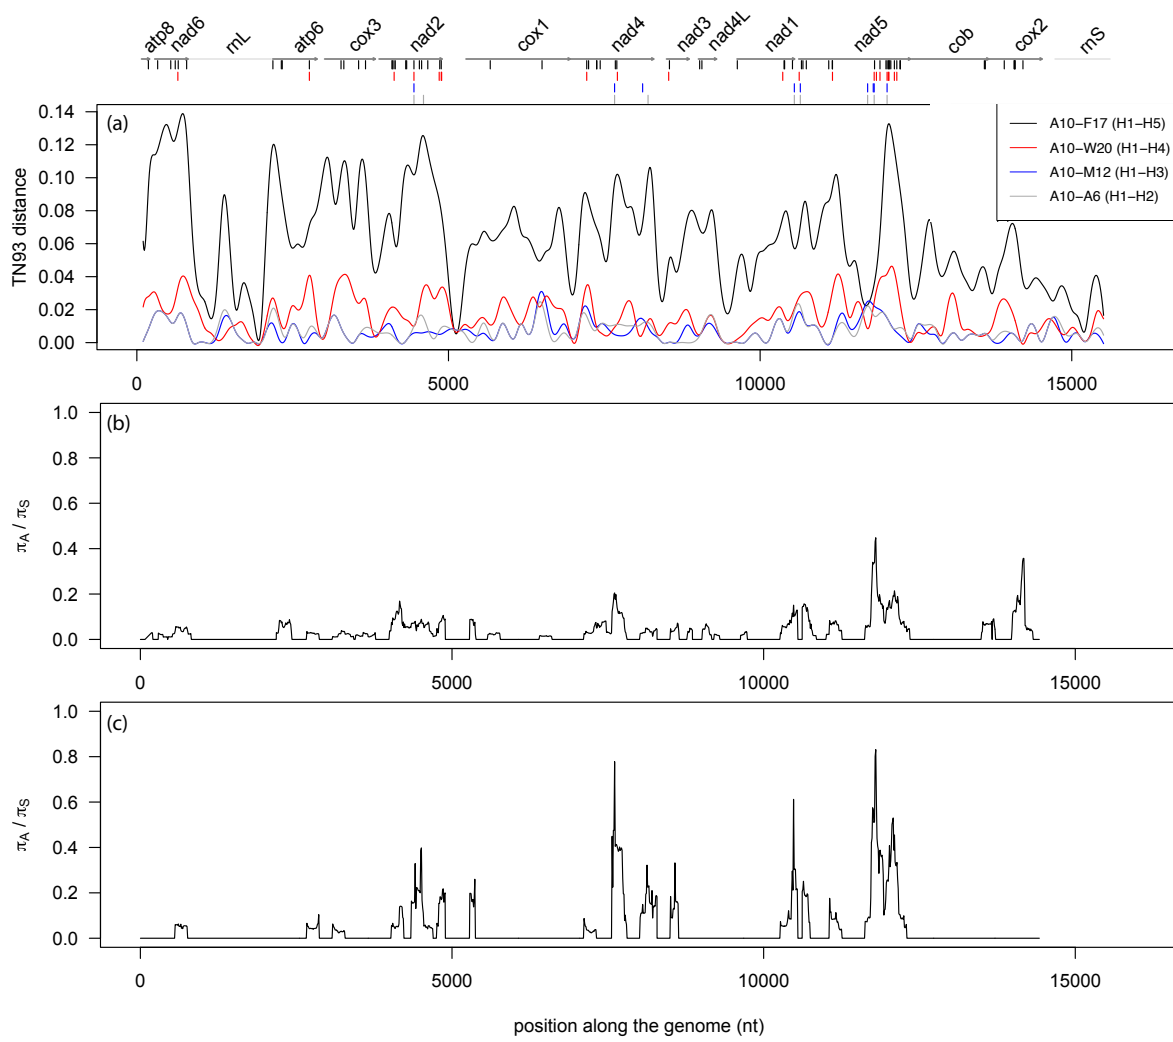 atp8 nad6 rnL atp6 cox3 nad2 cox1 nad4 nad3 nad4L nad1 nad5 cob cox2 rnS
(a)
TN93 distance
0.14
0.12
0.10
0.08
0.06
0.04
0.02
0.00
A10−F17 (H1−H5)
A10−W20 (H1−H4)
A10−M12 (H1−H3)
A10−A6 (H1−H2)
0 5000 10000 15000
(b)
πA / πS
1.0
0.8
0.6
0.4
0.2
0.0
0 5000 10000 15000
(c)
πA / πS
1.0
0.8
0.6
0.4
0.2
0.0
0 5000 10000 15000
position along the genome (nt)